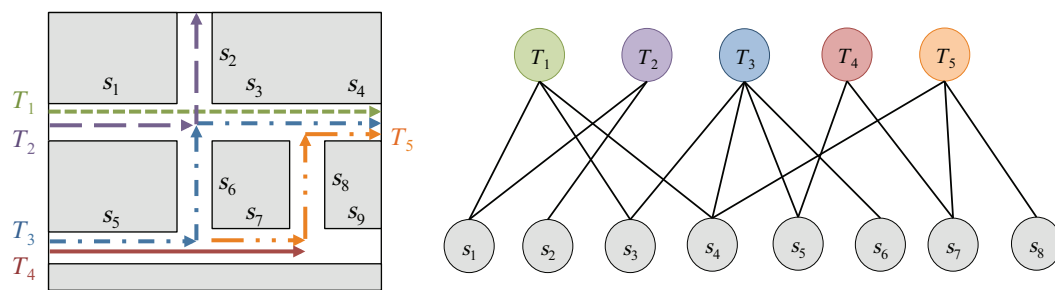 s₁
s₂
s₃
s₄
T₁
T₂
T₅
s₆
s₈
s₅
s₇
s₉
T₃
T₄
T₁ T₂ T₃ T₄ T₅
s₁ s₂ s₃ s₄ s₅ s₆ s₇ s₈